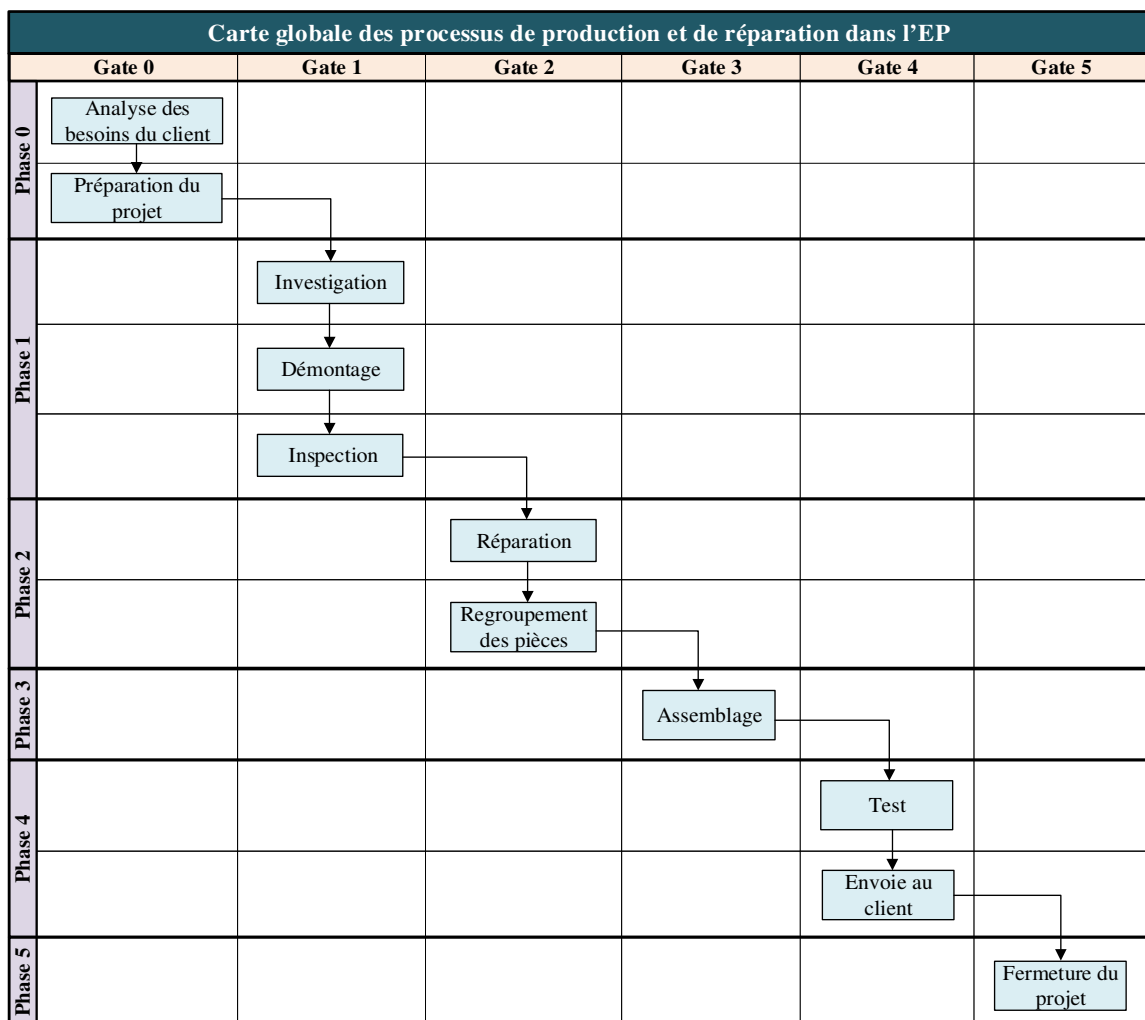 Carte globale des processus de production et de réparation dans l’EP
Gate 0
Gate 1
Gate 2
Gate 3
Gate 4
Gate 5
Phase 0
Analyse des
besoins du client
Préparation du
projet
Phase 1
Investigation
Démontage
Inspection
Phase 2
Réparation
Regroupement
des pièces
Phase 3
Assemblage
Phase 4
Test
Envoie au
client
Phase 5
Fermeture du
projet